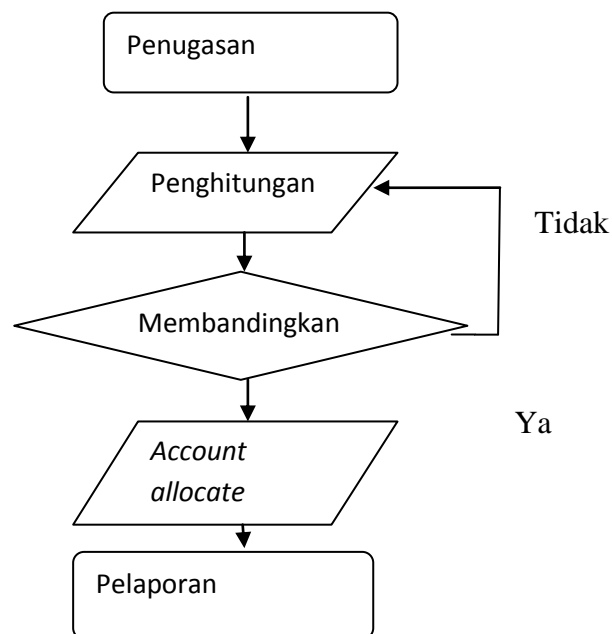 Penugasan
Penghitungan
Tidak
Membandingkan
Ya
Account
allocate
Pelaporan